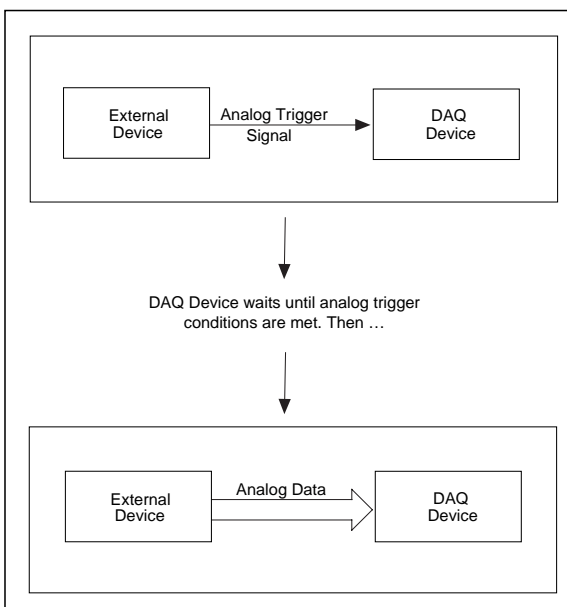 External
Device
Analog Trigger
Signal
DAQ
Device
DAQ Device waits until analog trigger
conditions are met. Then …
External
Device
Analog Data
DAQ
Device